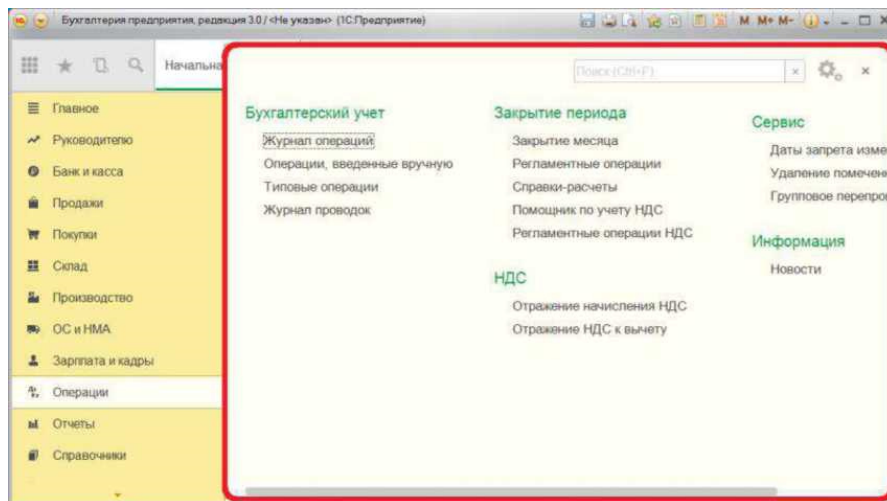 Бухгалтерия предприятия, редакция 3.0 / <Не указан> (1С:Предприятие)
M M+ M-
Начальна
Поиск (Ctrl+F)
Главное
Руководителю
Банк и касса
Продажи
Покупки
Склад
Производство
ОС и НМА
Зарплата и кадры
Операции
Отчеты
Справочники
Бухгалтерский учет
Журнал операций
Операции, введенные вручную
Типовые операции
Журнал проводок
Закрытие периода
Закрытие месяца
Регламентные операции
Справки-расчеты
Помощник по учету НДС
Регламентные операции НДС
НДС
Отражение начисления НДС
Отражение НДС к вычету
Сервис
Даты запрета изме
Удаление помечен
Групповое перепро
Информация
Новости